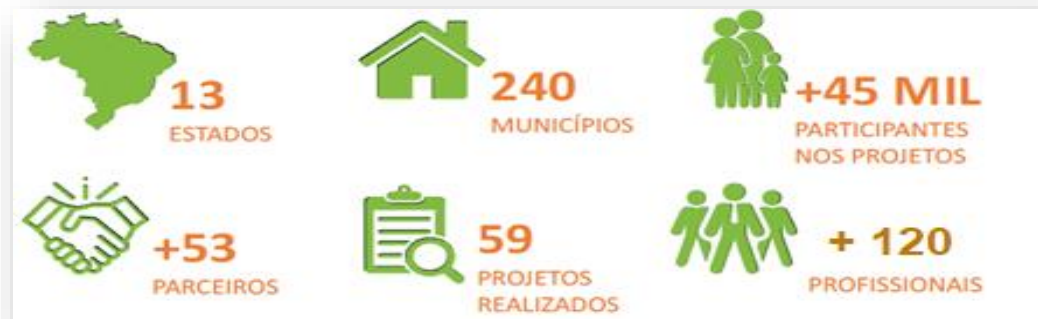 13
ESTADOS
240
MUNICÍPIOS
+45 MIL
PARTICIPANTES
NOS PROJETOS
+53
PARCEIROS
59
PROJETOS
REALIZADOS
+ 120
PROFISSIONAIS